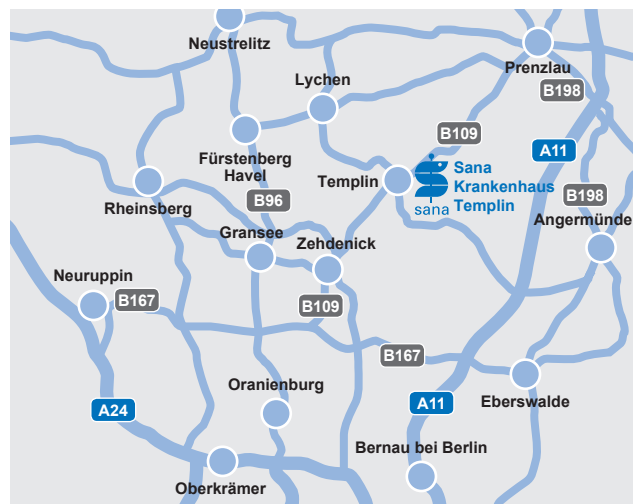 Neustrelitz
Prenzlau
Lychen
B198
B109
A11
Fürstenberg
Havel
Templin
Sana
Krankenhaus
Templin
sana
B198
B96
Rheinsberg
Angermünde
Gransee
Zehdenick
Neuruppin
B167
B109
B167
Oranienburg
Eberswalde
A24
A11
Bernau bei Berlin
Oberkrämer